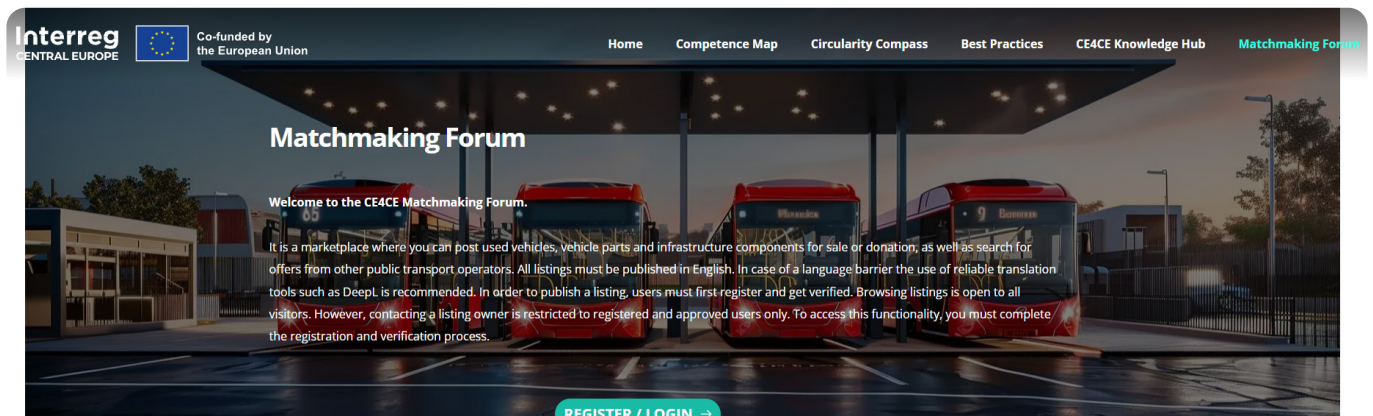 Interreg
CENTRAL EUROPE
Co-funded by
the European Union
Home
Competence Map
Circularity Compass
Best Practices
CE4CE Knowledge Hub
Matchmaking Forum
Matchmaking Forum
Welcome to the CE4CE Matchmaking Forum.
65
9
It is a marketplace where you can post used vehicles, vehicle parts and infrastructure components for sale or donation, as well as search for
offers from other public transport operators. All listings must be published in English. In case of a language barrier the use of reliable translation
tools such as DeepL is recommended. In order to publish a listing, users must first register and get verified. Browsing listings is open to all
visitors. However, contacting a listing owner is restricted to registered and approved users only. To access this functionality, you must complete
the registration and verification process.
REGISTER / LOGIN →